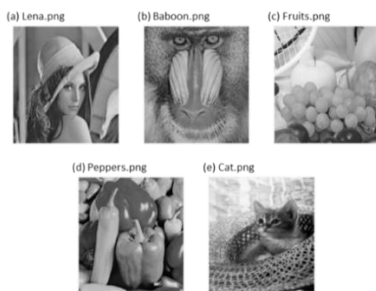 (a) Lena.png
(b) Baboon.png
(c) Fruits.png
(d) Peppers.png
(e) Cat.png